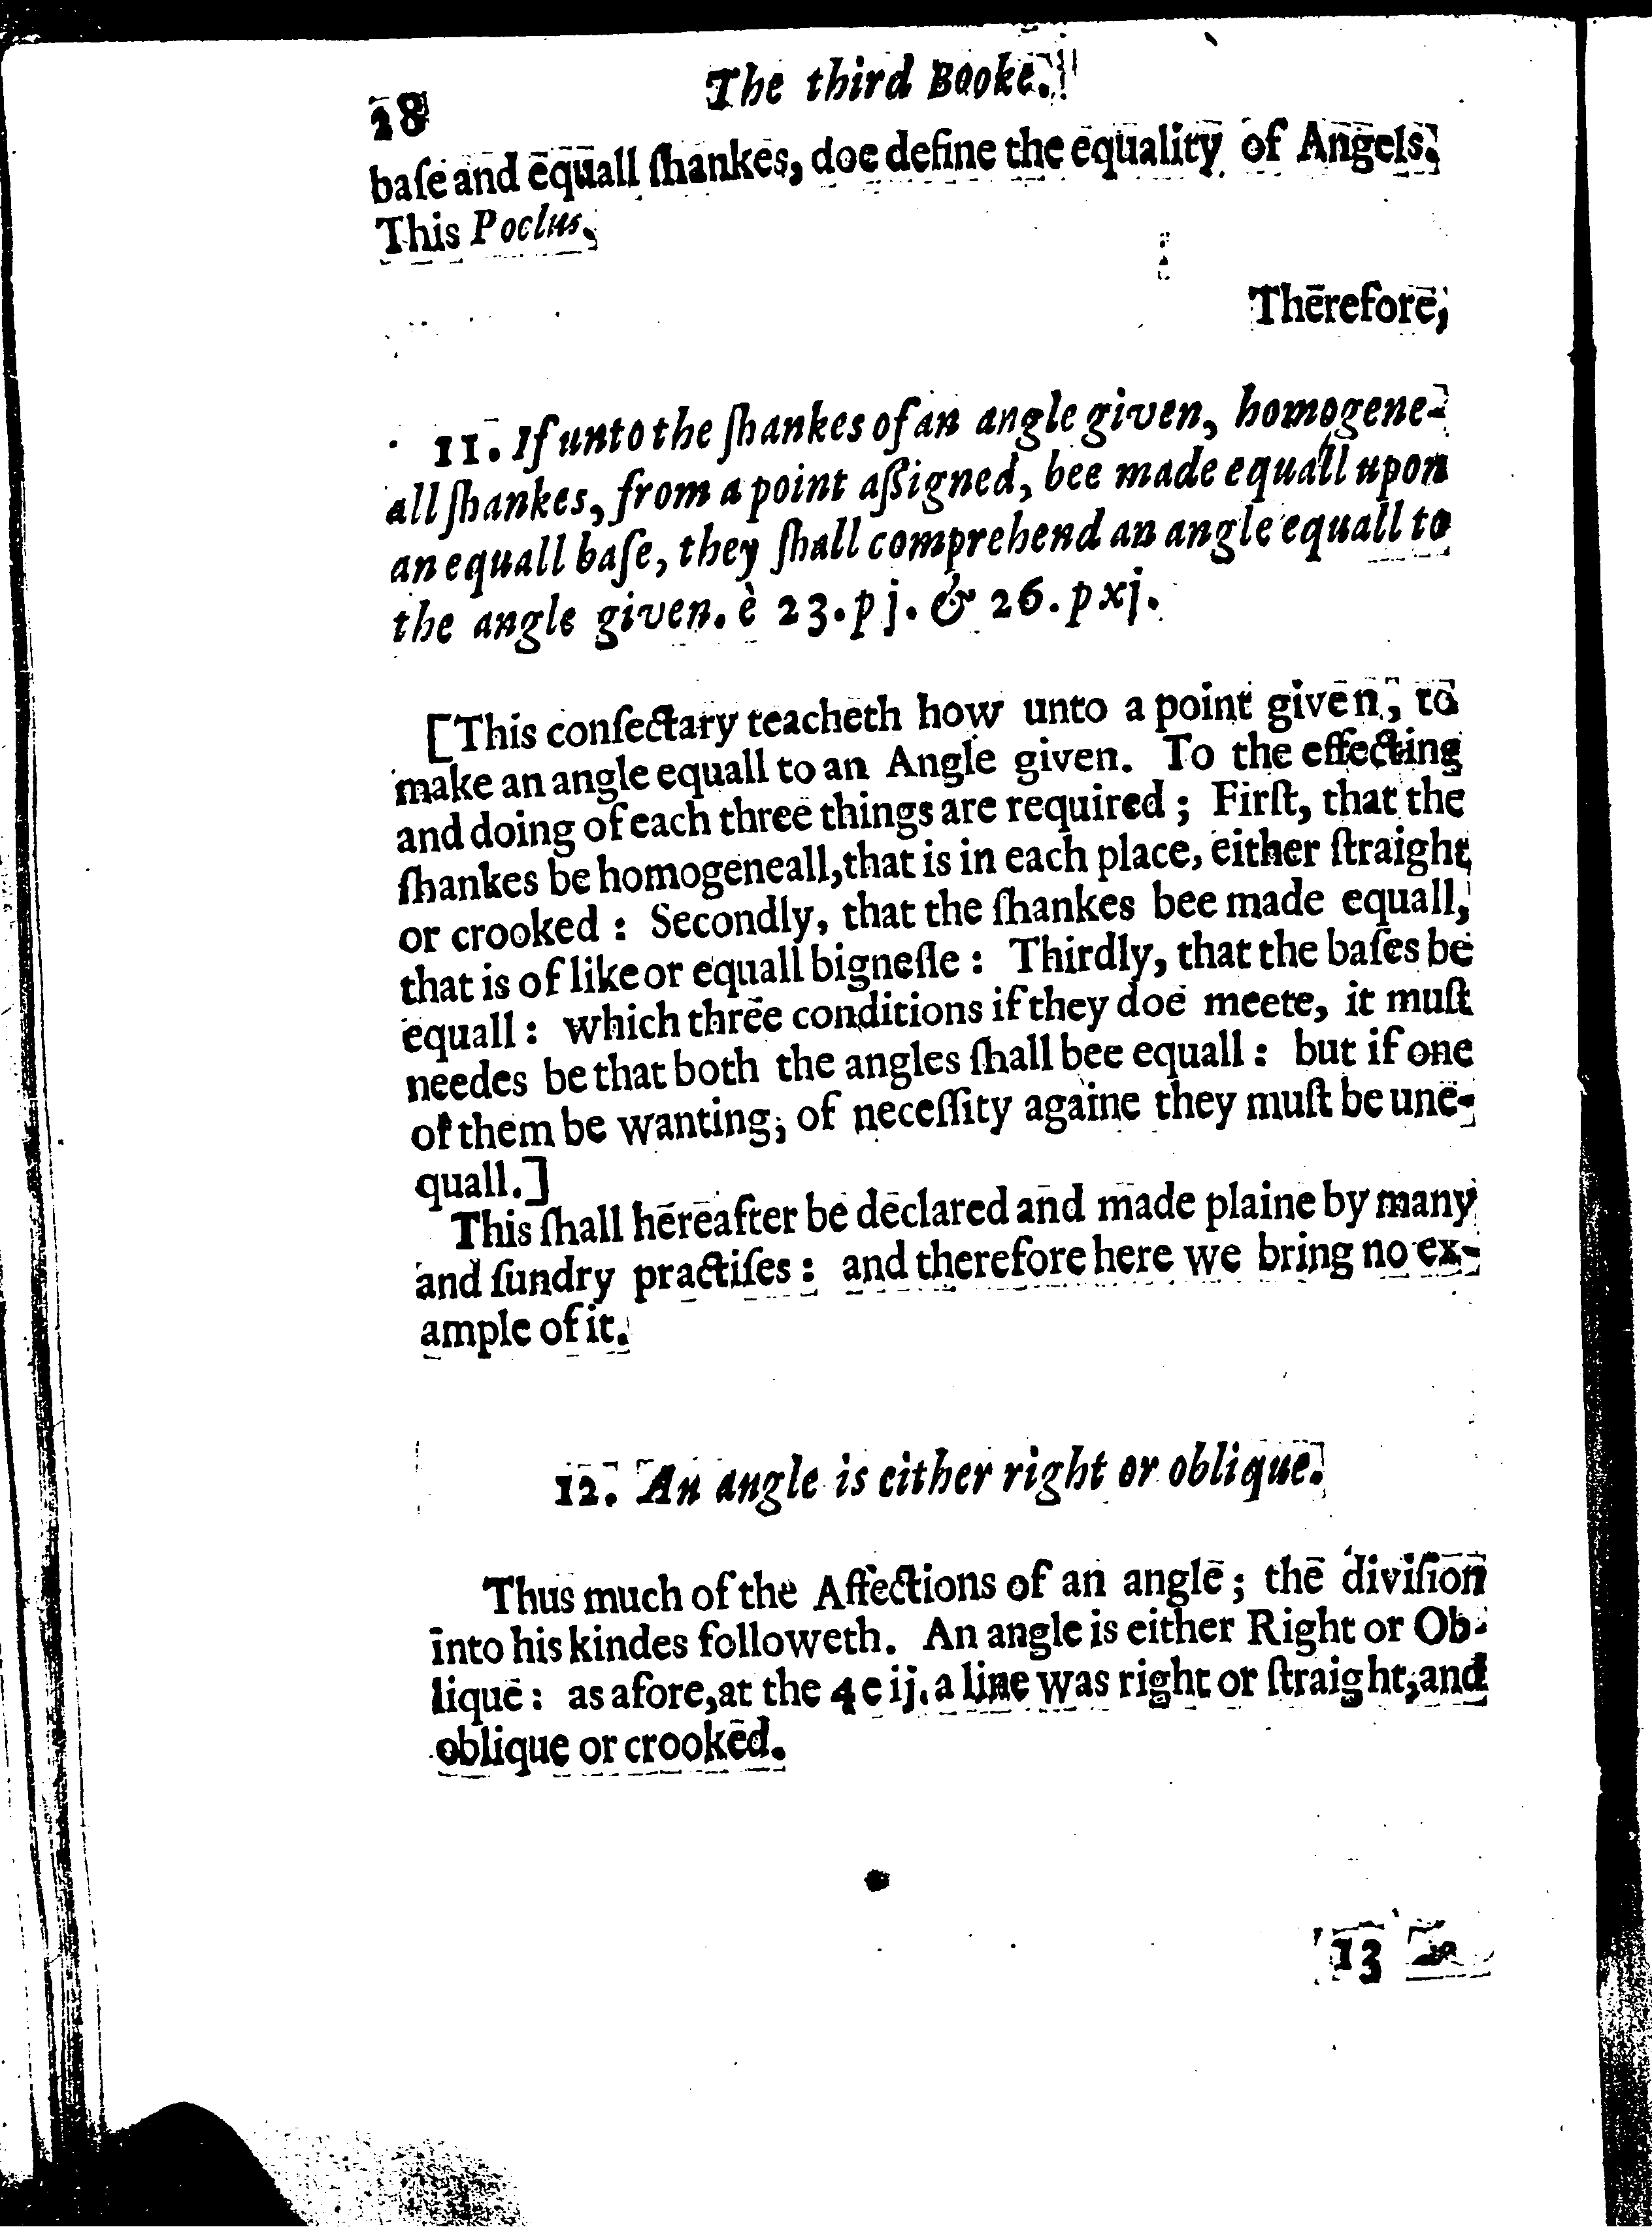 28
The third Booke.
baſe and equall ſhankes, doe define the equality of Angels.
This Poclus.
Therefore,
11. If unto the ſhankes of an angle given, homogene-
all ſhankes, from a point aſſigned, bee made equall upon
an equall baſe, they ſhall comprehend an angle equall to
the angle given. è 23. p j. & 26. p xj.
[This conſectary teacheth how unto a point given, to
make an angle equall to an Angle given. To the effecting
and doing of each three things are required; Firſt, that the
ſhankes be homogeneall, that is in each place, either ſtraight
or crooked: Secondly, that the ſhankes bee made equall,
that is of like or equall bigneſſe: Thirdly, that the baſes be
equall: which three conditions if they doe meete, it muſt
needes be that both the angles ſhall bee equall: but if one
of them be wanting, of neceſſity againe they muſt be une-
quall.]
This ſhall hereafter be declared and made plaine by many
and ſundry practiſes: and therefore here we bring no ex-
ample of it.
12. An angle is either right or oblique.
Thus much of the Affections of an angle; the diviſion
into his kindes followeth. An angle is either Right or Ob-
lique: as afore, at the 4 e ij. a line was right or ſtraight, and
oblique or crooked.
13